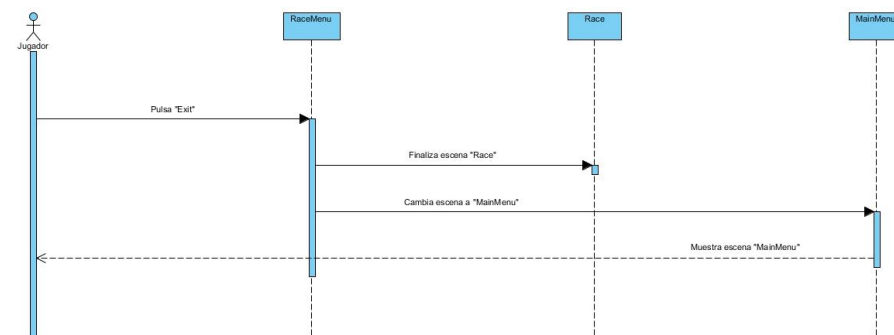 RaceMenu
Race
MainMenu
Jugador
Pulsa "Exit"
Finaliza escena "Race"
Cambia escena a "MainMenu"
Muestra escena "MainMenu"